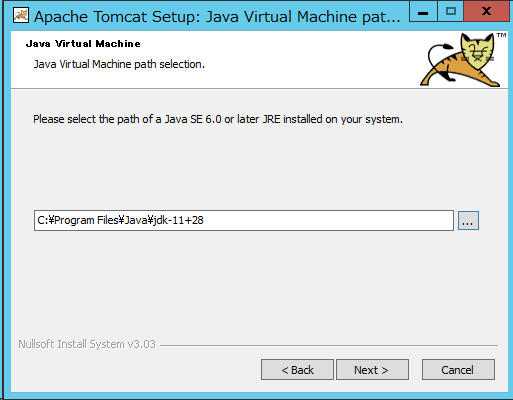 Apache Tomcat Setup: Java Virtual Machine pat...
Java Virtual Machine
Java Virtual Machine path selection.
TM
Please select the path of a Java SE 6.0 or later JRE installed on your system.
C:¥Program Files¥Java¥jdk-11+28
...
Nullsoft Install System v3.03
< Back
Next >
Cancel